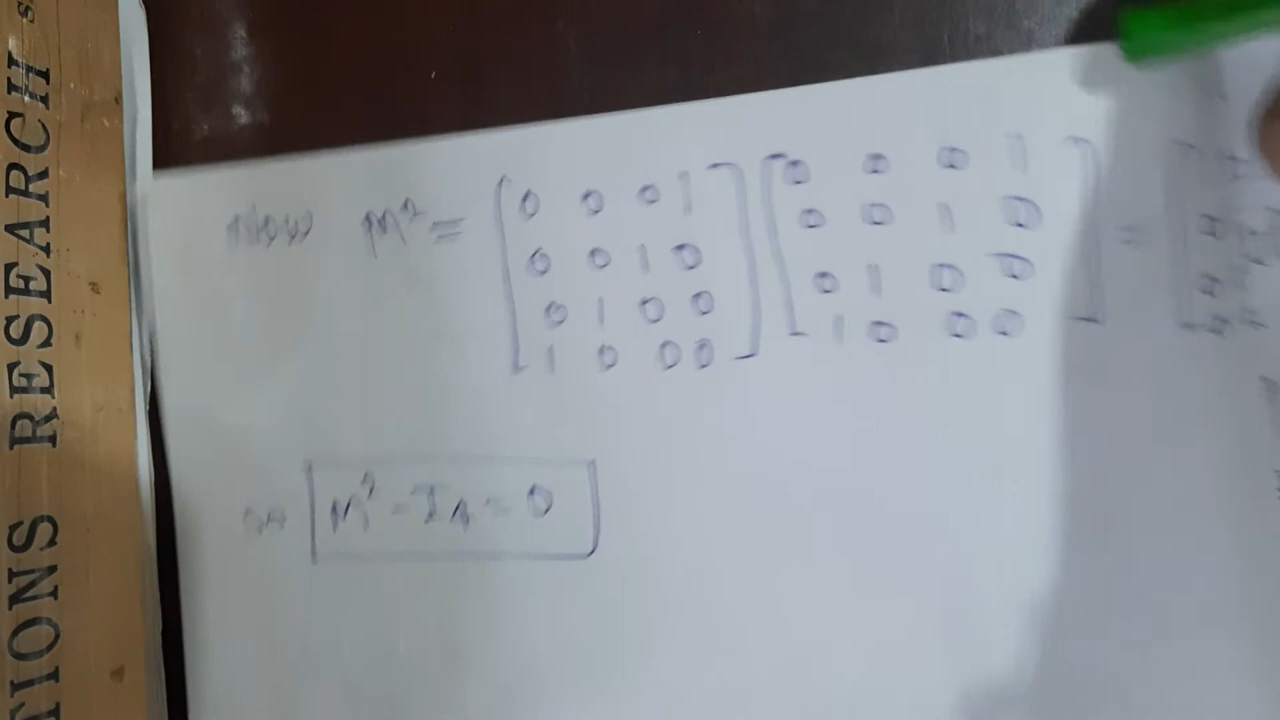 TIONS RESEARCH
Now M² = [0 0 0 1] [0 0 0 1] =
[0 0 1 0] [0 0 1 0]
[0 1 0 0] [0 1 0 0]
[1 0 0 0] [1 0 0 0]
M² - I4 = 0